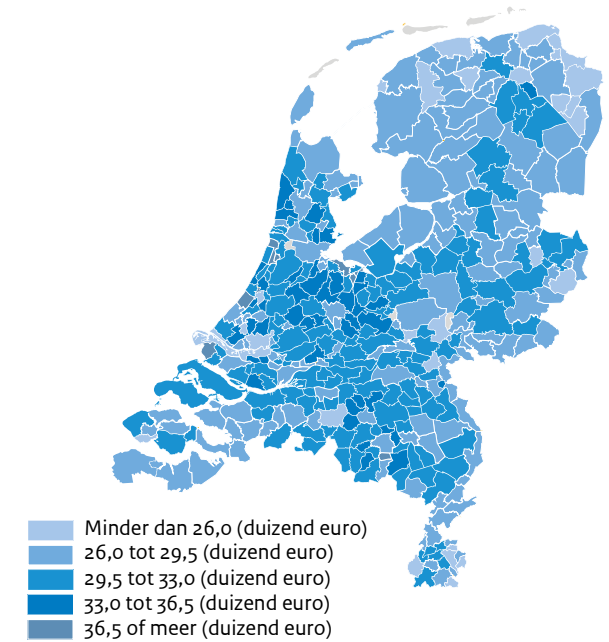 Minder dan 26,0 (duizend euro)
26,0 tot 29,5 (duizend euro)
29,5 tot 33,0 (duizend euro)
33,0 tot 36,5 (duizend euro)
36,5 of meer (duizend euro)